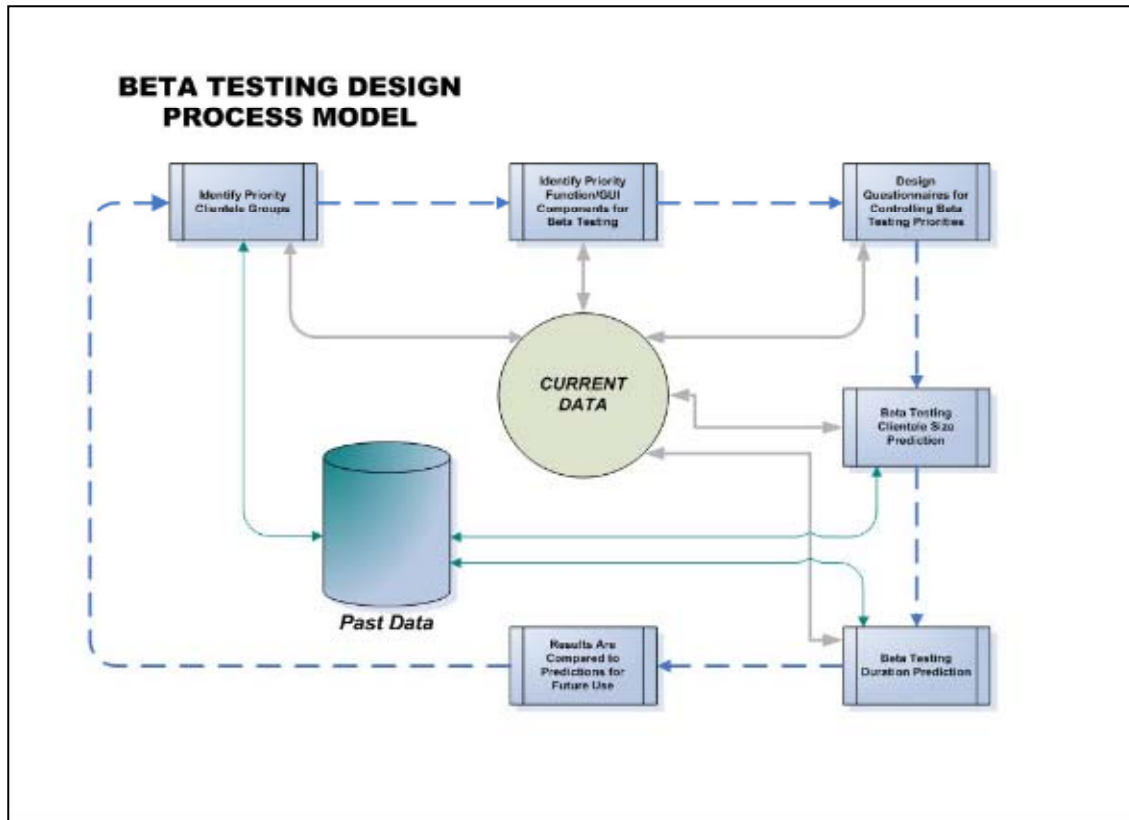 BETA TESTING DESIGN
PROCESS MODEL
Identify Priority
Clientele Groups
Identify Priority
Function/GUI
Components for
Beta Testing
Design
Questionnaires for
Controlling Beta
Testing Priorities
CURRENT
DATA
Beta Testing
Clientele Size
Prediction
Past Data
Results Are
Compared to
Predictions for
Future Use
Beta Testing
Duration Prediction